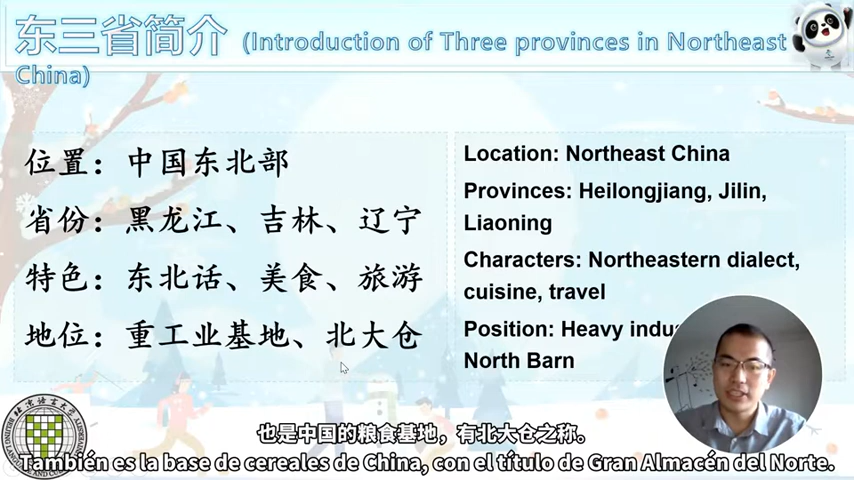 东三省简介 (Introduction of Three provinces in Northeast
China)
位置：中国东北部
省份：黑龙江、吉林、辽宁
特色：东北话、美食、旅游
地位：重工业基地、北大仓
Location: Northeast China
Provinces: Heilongjiang, Jilin,
Liaoning
Characters: Northeastern dialect,
cuisine, travel
Position: Heavy
North Barn
也是中国的粮食基地，有北大仓之称。
También es la base de cereales de China, con el título de Gran Almacén del Norte.